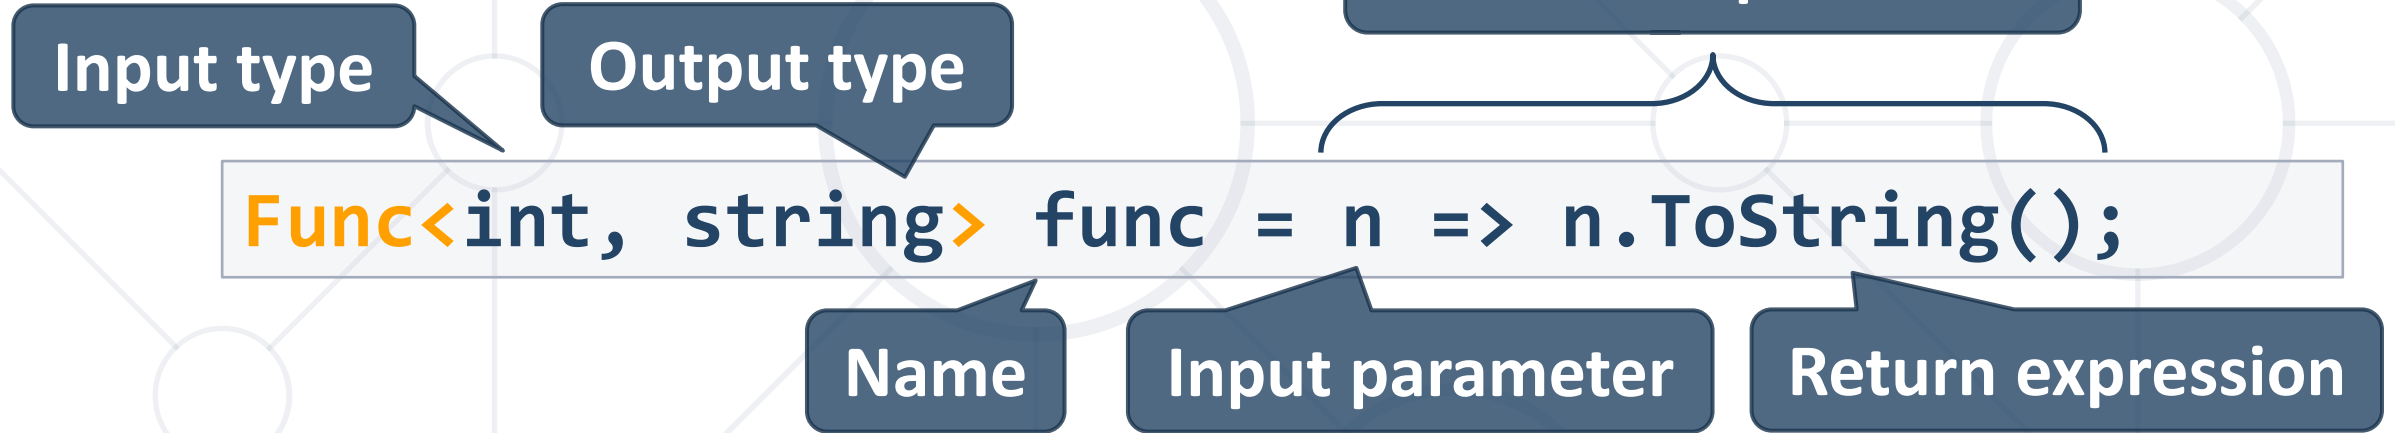 Input type
Output type
Func<int, string> func = n => n.ToString();
Name
Input parameter
Return expression